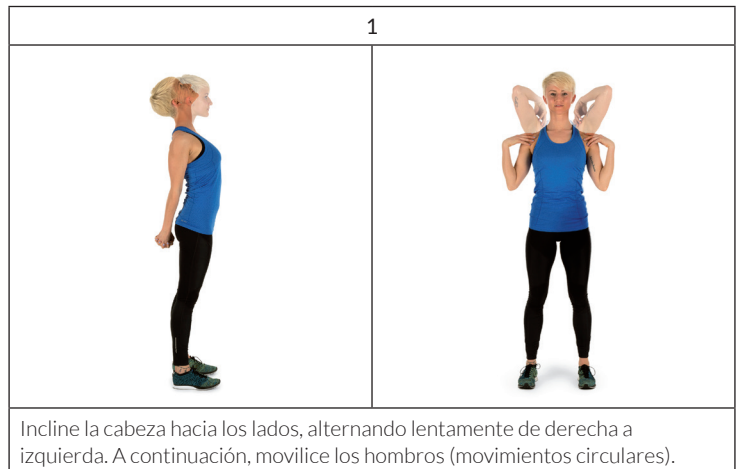 1
Incline la cabeza hacia los lados, alternando lentamente de derecha a
izquierda. A continuación, movilice los hombros (movimientos circulares).